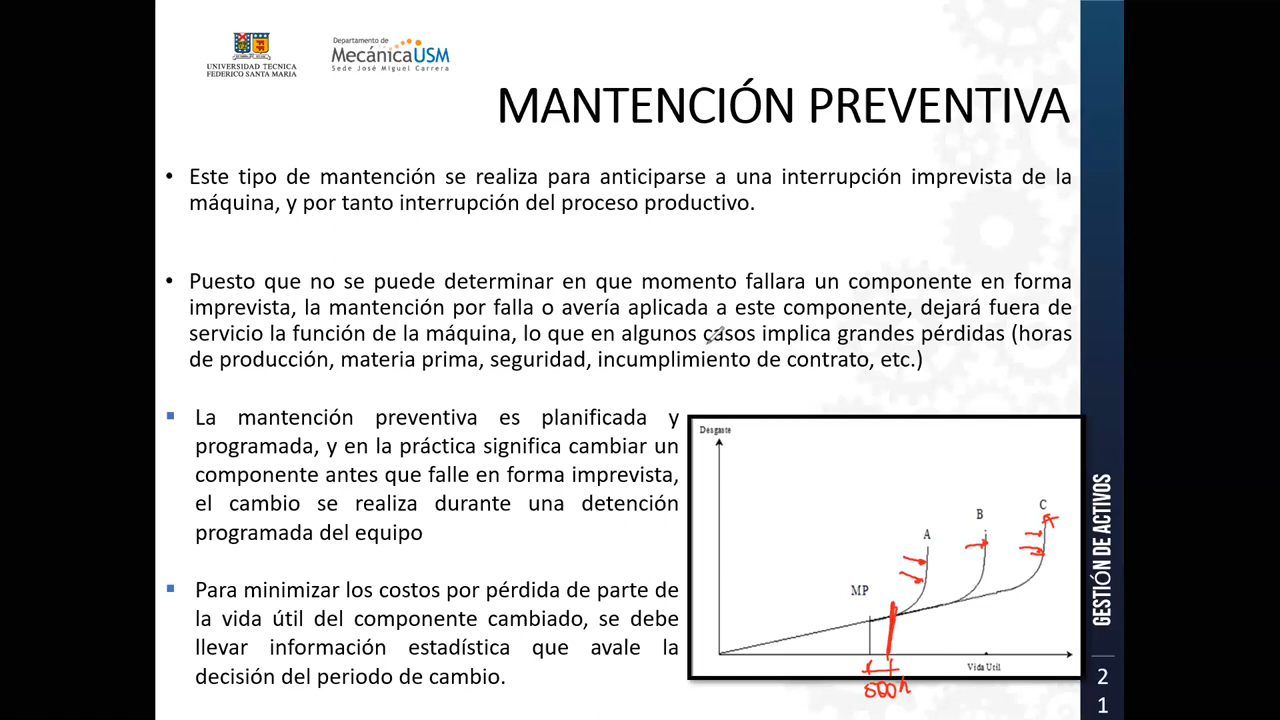 UNIVERSIDAD TECNICA
FEDERICO SANTA MARIA
Departamento de
MecánicaUSM
Sede José Miguel Carrera
MANTENCIÓN PREVENTIVA
• Este tipo de mantención se realiza para anticiparse a una interrupción imprevista de la
máquina, y por tanto interrupción del proceso productivo.
• Puesto que no se puede determinar en que momento fallara un componente en forma
imprevista, la mantención por falla o avería aplicada a este componente, dejará fuera de
servicio la función de la máquina, lo que en algunos casos implica grandes pérdidas (horas
de producción, materia prima, seguridad, incumplimiento de contrato, etc.)
▪ La mantención preventiva es planificada y
programada, y en la práctica significa cambiar un
componente antes que falle en forma imprevista,
el cambio se realiza durante una detención
programada del equipo
▪ Para minimizar los costos por pérdida de parte de
la vida útil del componente cambiado, se debe
llevar información estadística que avale la
decisión del periodo de cambio.
Desgaste
MP
A
B
C
Vida Util
500h
GESTIÓN DE ACTIVOS
2
1